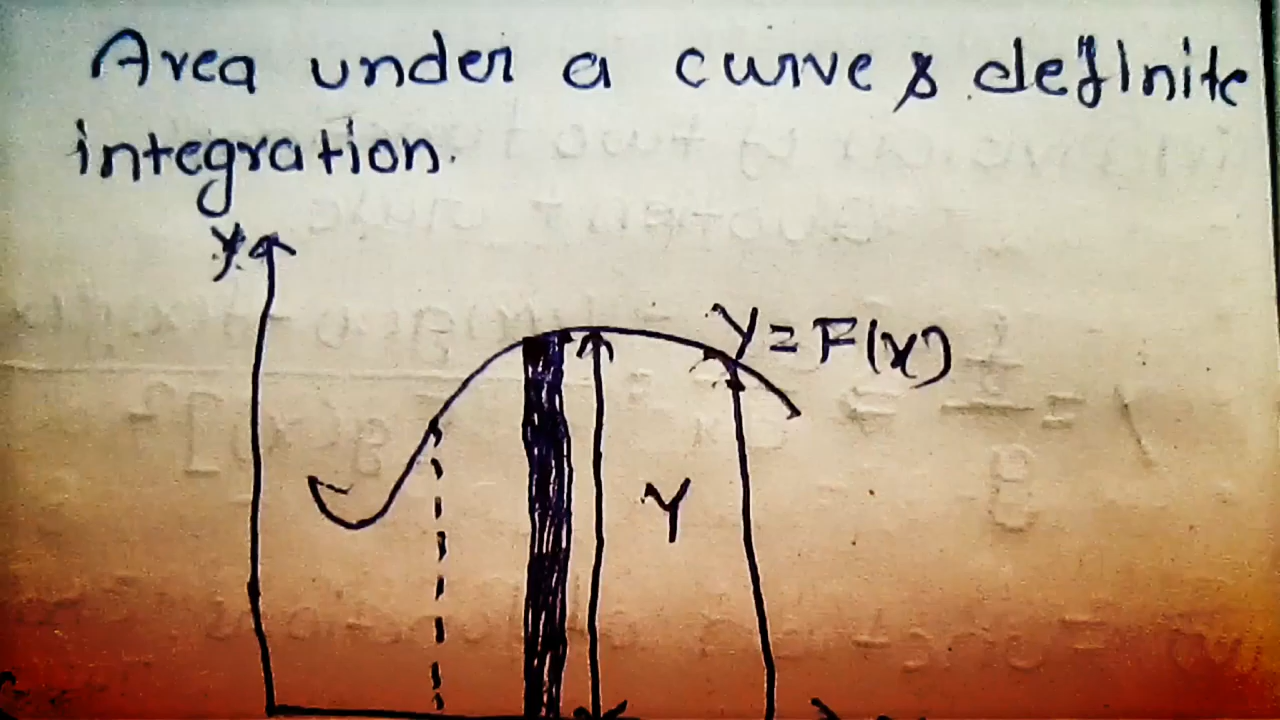 Area under a curve & definite
integration.
y
Y = F(x)
Y